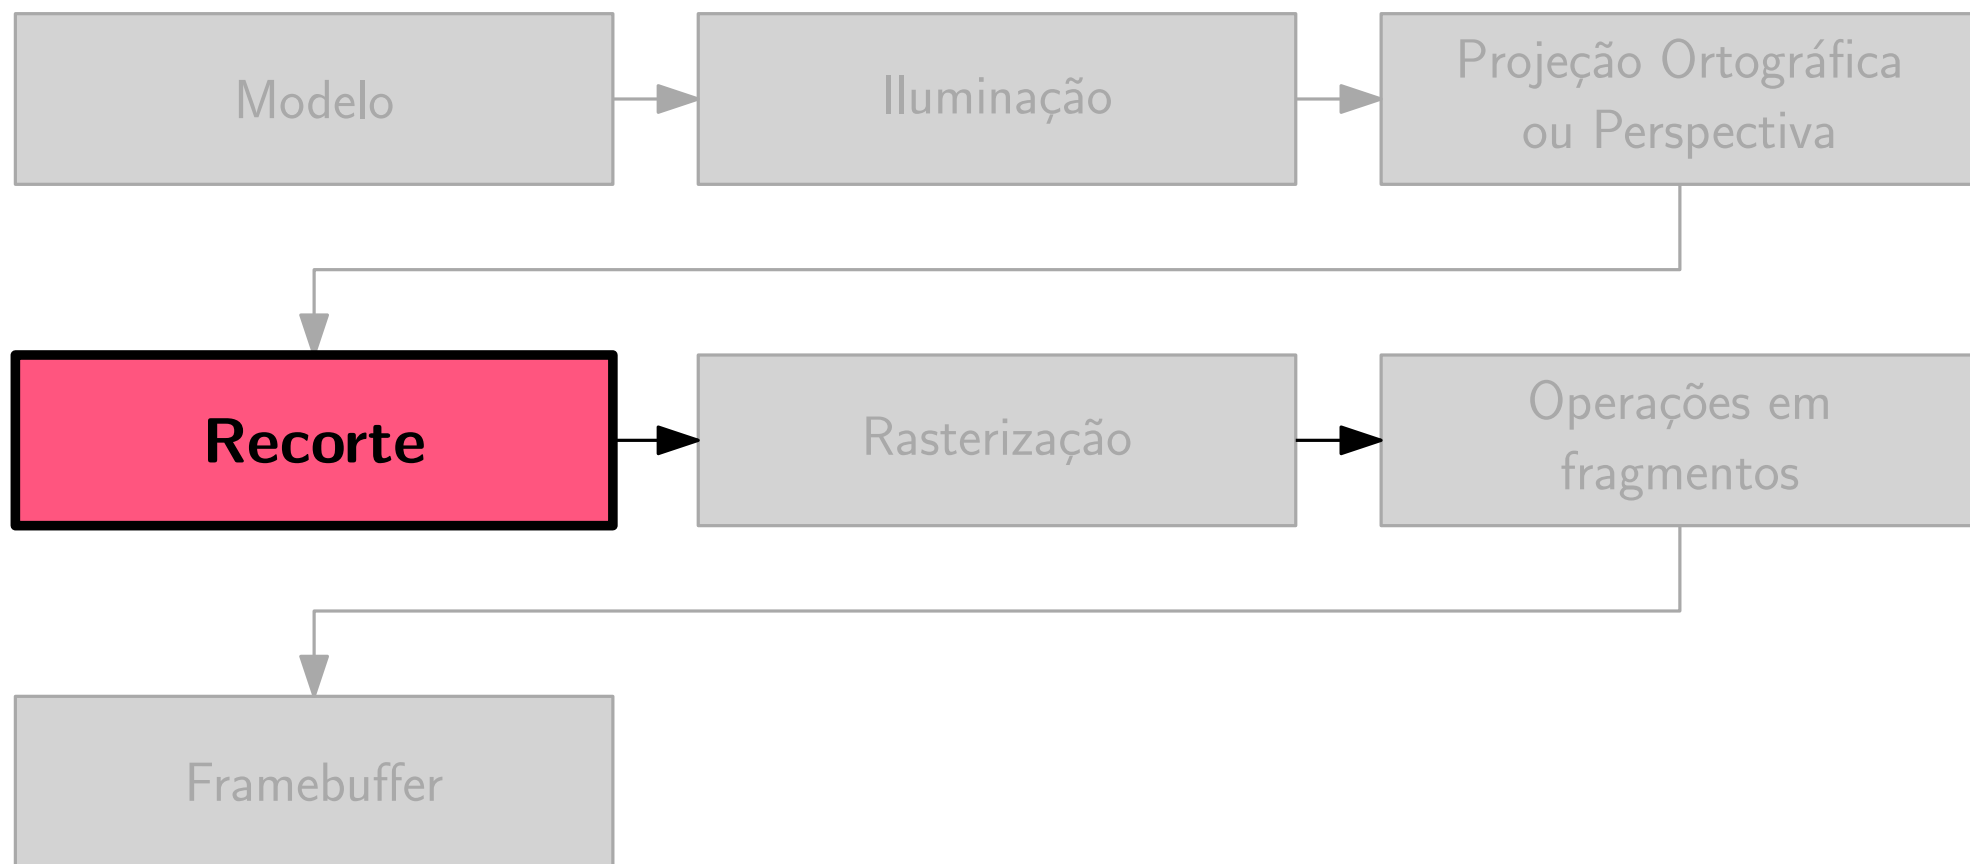 Modelo
Iluminação
Projeção Ortográfica
ou Perspectiva
Recorte
Rasterização
Operações em
fragmentos
Framebuffer